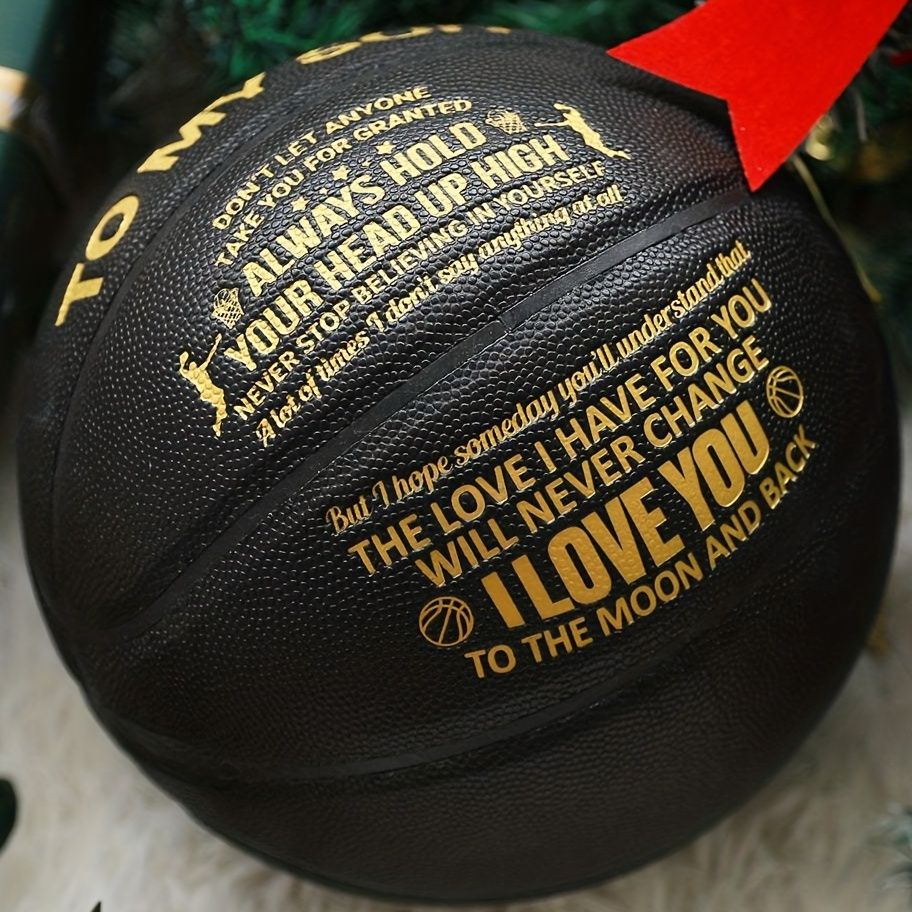 TO MY SON
DON'T LET ANYONE
TAKE YOU FOR GRANTED
ALWAYS HOLD
YOUR HEAD UP HIGH
NEVER STOP BELIEVING IN YOURSELF
A lot of times I don't say anything at all
But I hope someday you'll understand that
THE LOVE I HAVE FOR YOU
WILL NEVER CHANGE
I LOVE YOU
TO THE MOON AND BACK